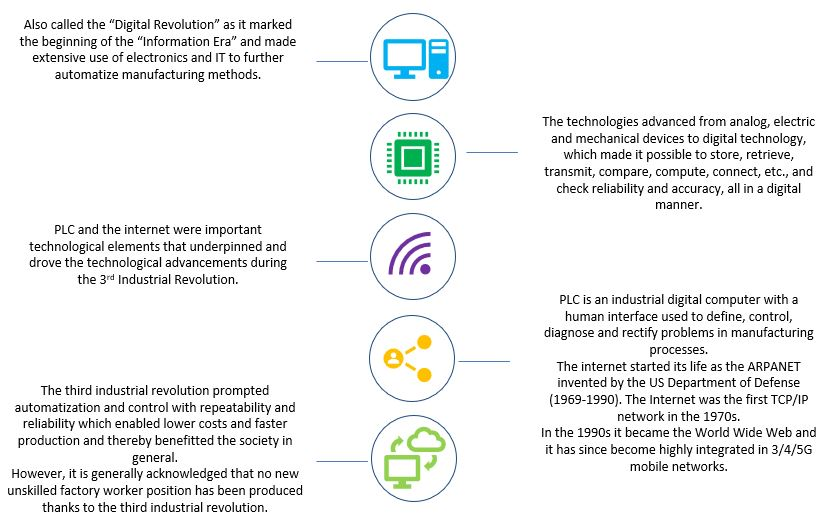 Also called the “Digital Revolution” as it marked
the beginning of the “Information Era” and made
extensive use of electronics and IT to further
automatize manufacturing methods.
The technologies advanced from analog, electric
and mechanical devices to digital technology,
which made it possible to store, retrieve,
transmit, compare, compute, connect, etc., and
check reliability and accuracy, all in a digital
manner.
PLC and the internet were important
technological elements that underpinned and
drove the technological advancements during
the 3rd Industrial Revolution.
PLC is an industrial digital computer with a
human interface used to define, control,
diagnose and rectify problems in manufacturing
processes.
The internet started its life as the ARPANET
invented by the US Department of Defense
(1969-1990). The Internet was the first TCP/IP
network in the 1970s.
In the 1990s it became the World Wide Web and
it has since become highly integrated in 3/4/5G
mobile networks.
The third industrial revolution prompted
automatization and control with repeatability and
reliability which enabled lower costs and faster
production and thereby benefitted the society in
general.
However, it is generally acknowledged that no new
unskilled factory worker position has been produced
thanks to the third industrial revolution.